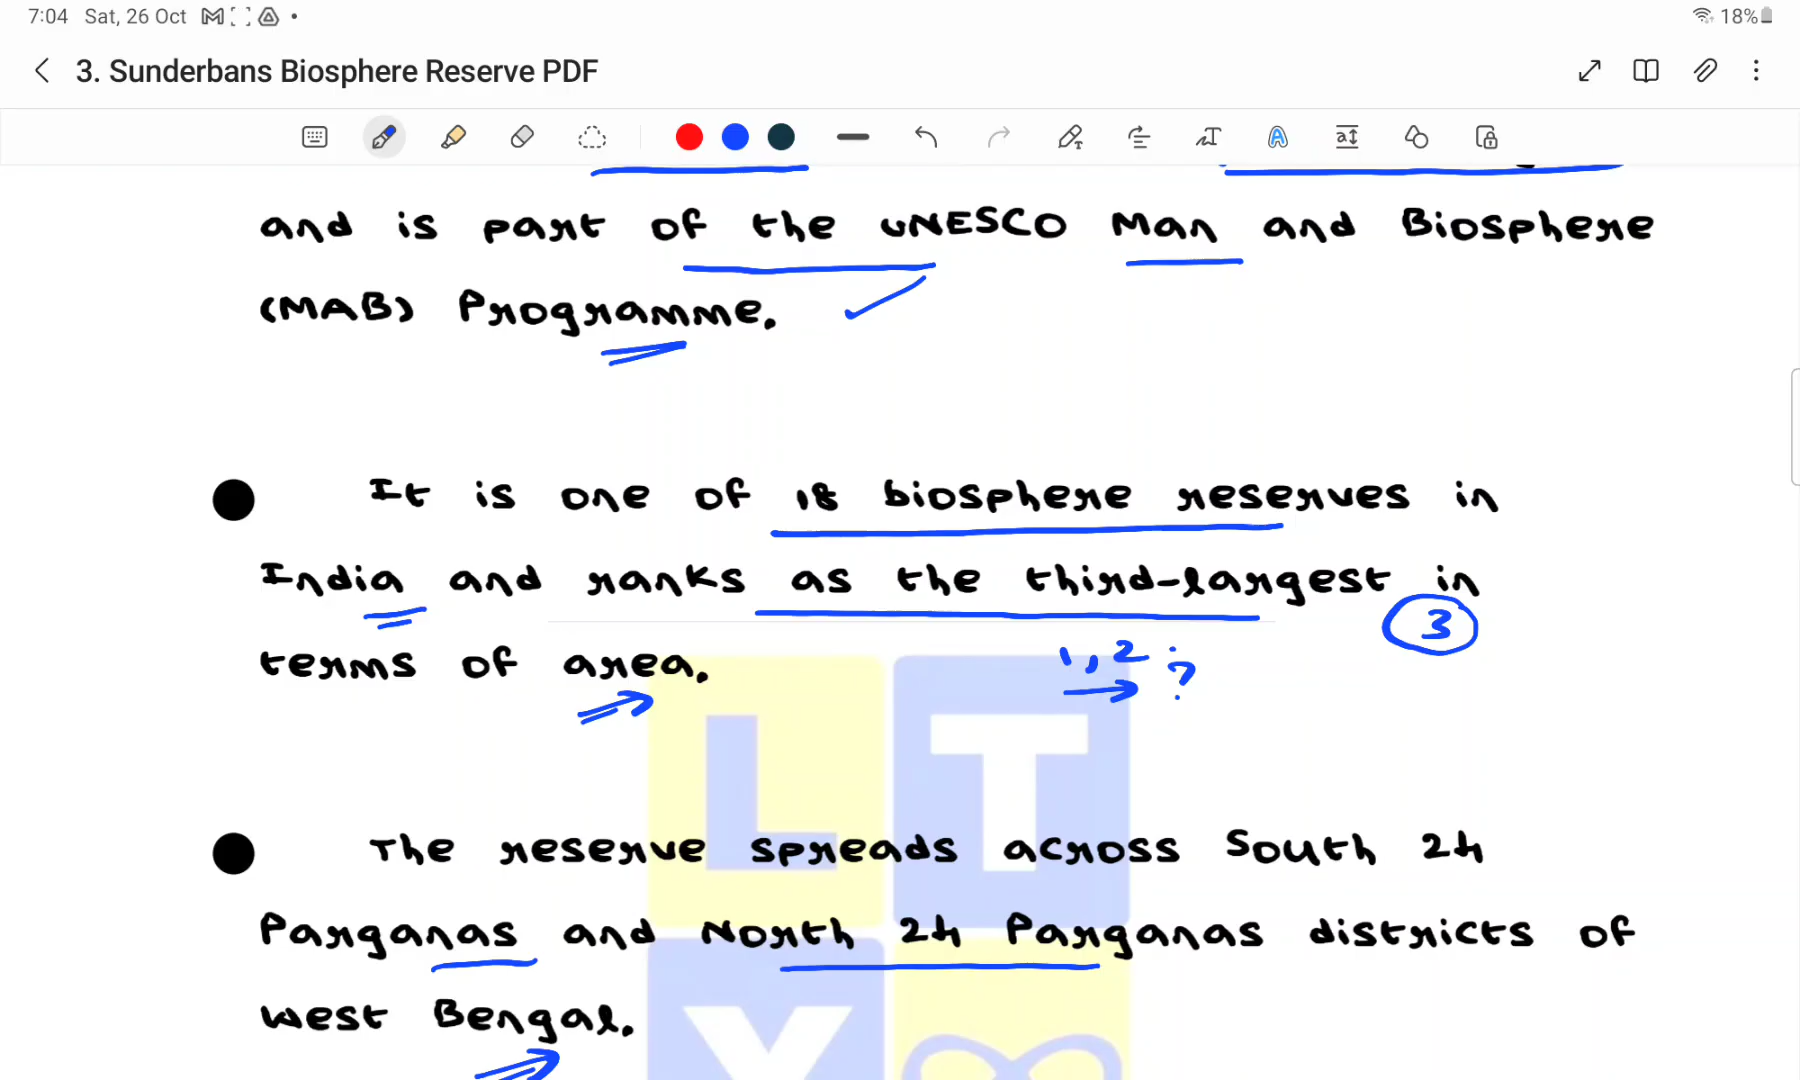 7:04 Sat, 26 Oct
18%
3. Sunderbans Biosphere Reserve PDF
and is part of the UNESCO Man and Biosphere
(MAB) Programme.
It is one of 18 biosphere reserves in
India and ranks as the third-largest in
3
terms of area.
1, 2 ?
The reserve spreads across South 24
Parganas and North 24 Parganas districts of
West Bengal.
L T
Y